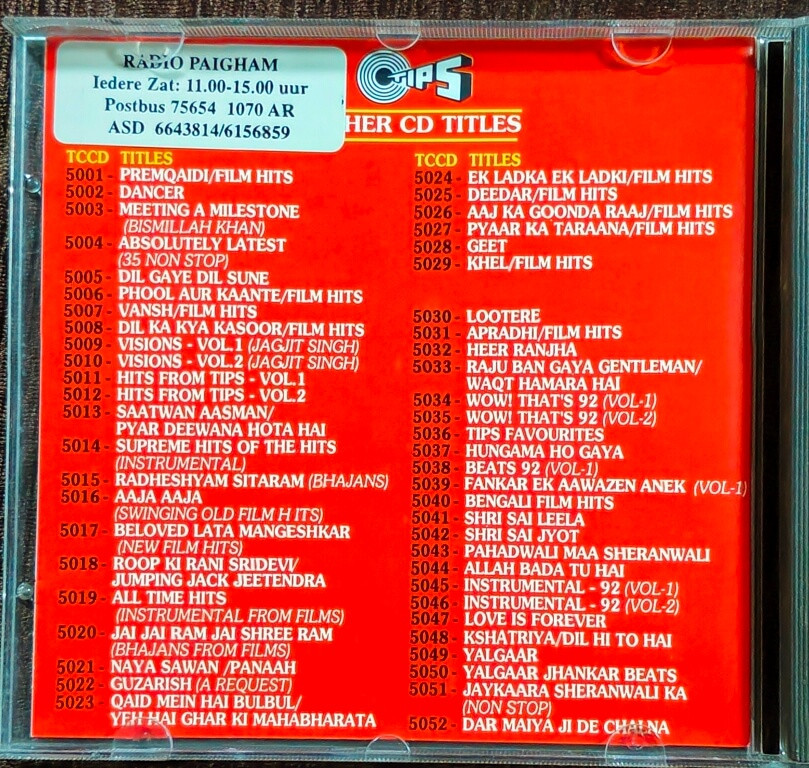 RADIO PAIGHAM
Iedere Zat: 11.00-15.00 uur
Postbus 75654 1070 AR
ASD 6643814/6156859
TIPS
HER CD TITLES
TCCD TITLES
5001 - PREMQAIDI/FILM HITS
5002 - DANCER
5003 - MEETING A MILESTONE
(BISMILLAH KHAN)
5004 - ABSOLUTELY LATEST
(35 NON STOP)
5005 - DIL GAYE DIL SUNE
5006 - PHOOL AUR KAANTE/FILM HITS
5007 - VANSH/FILM HITS
5008 - DIL KA KYA KASOOR/FILM HITS
5009 - VISIONS - VOL.1 (JAGJIT SINGH)
5010 - VISIONS - VOL.2 (JAGJIT SINGH)
5011 - HITS FROM TIPS - VOL.1
5012 - HITS FROM TIPS - VOL.2
5013 - SAATWAN AASMAN/
PYAR DEEWANA HOTA HAI
5014 - SUPREME HITS OF THE HITS
(INSTRUMENTAL)
5015 - RADHESHYAM SITARAM (BHAJANS)
5016 - AAJA AAJA
(SWINGING OLD FILM H ITS)
5017 - BELOVED LATA MANGESHKAR
(NEW FILM HITS)
5018 - ROOP KI RANI SRIDEVI/
JUMPING JACK JEETENDRA
5019 - ALL TIME HITS
(INSTRUMENTAL FROM FILMS)
5020 - JAI JAI RAM JAI SHREE RAM
(BHAJANS FROM FILMS)
5021 - NAYA SAWAN /PANAAH
5022 - GUZARISH (A REQUEST)
5023 - QAID MEIN HAI BULBUL/
YEH HAI GHAR KI MAHABHARATA
TCCD TITLES
5024 - EK LADKA EK LADKI/FILM HITS
5025 - DEEDAR/FILM HITS
5026 - AAJ KA GOONDA RAAJ/FILM HITS
5027 - PYAAR KA TARAANA/FILM HITS
5028 - GEET
5029 - KHEL/FILM HITS
5030 - LOOTERE
5031 - APRADHI/FILM HITS
5032 - HEER RANJHA
5033 - RAJU BAN GAYA GENTLEMAN/
WAQT HAMARA HAI
5034 - WOW! THAT'S 92 (VOL-1)
5035 - WOW! THAT'S 92 (VOL-2)
5036 - TIPS FAVOURITES
5037 - HUNGAMA HO GAYA
5038 - BEATS 92 (VOL-1)
5039 - FANKAR EK AAWAZEN ANEK (VOL-1)
5040 - BENGALI FILM HITS
5041 - SHRI SAI LEELA
5042 - SHRI SAI JYOT
5043 - PAHADWALI MAA SHERANWALI
5044 - ALLAH BADA TU HAI
5045 - INSTRUMENTAL - 92 (VOL-1)
5046 - INSTRUMENTAL - 92 (VOL-2)
5047 - LOVE IS FOREVER
5048 - KSHATRIYA/DIL HI TO HAI
5049 - YALGAAR
5050 - YALGAAR JHANKAR BEATS
5051 - JAYKAARA SHERANWALI KA
(NON STOP)
5052 - DAR MAIYA JI DE CHALNA